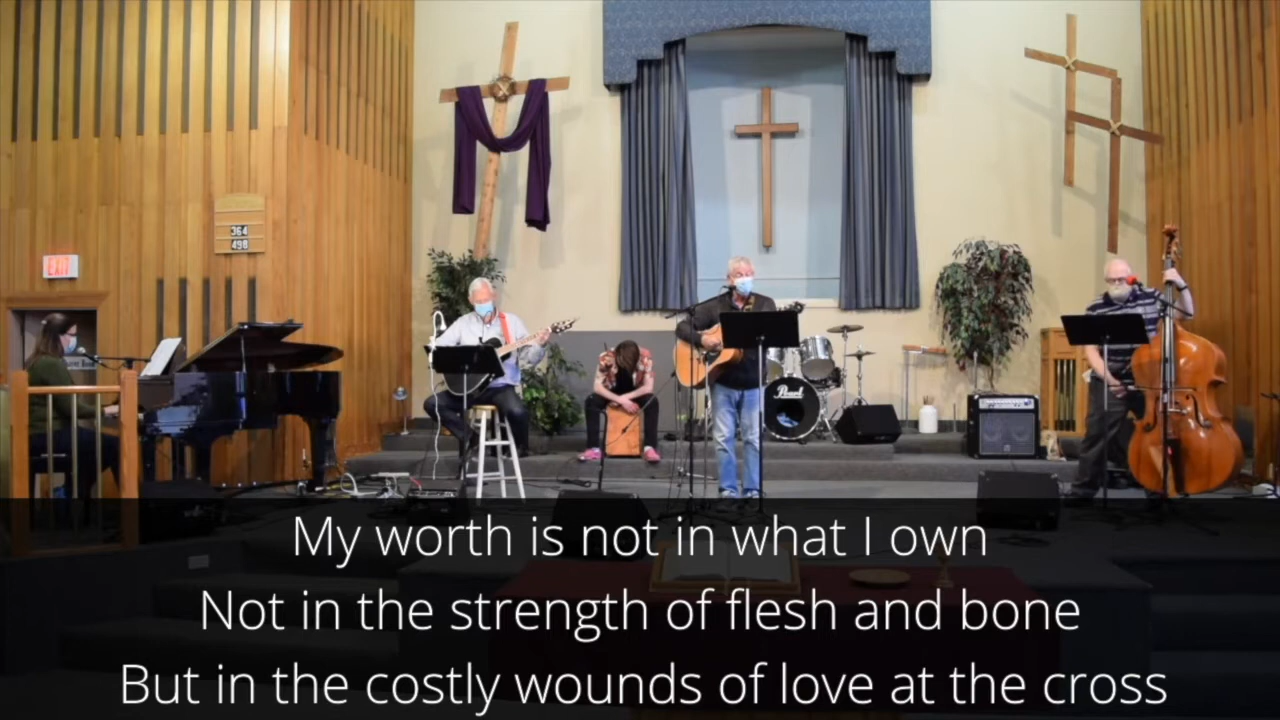 364
498
EXIT
Pearl
My worth is not in what I own
Not in the strength of flesh and bone
But in the costly wounds of love at the cross